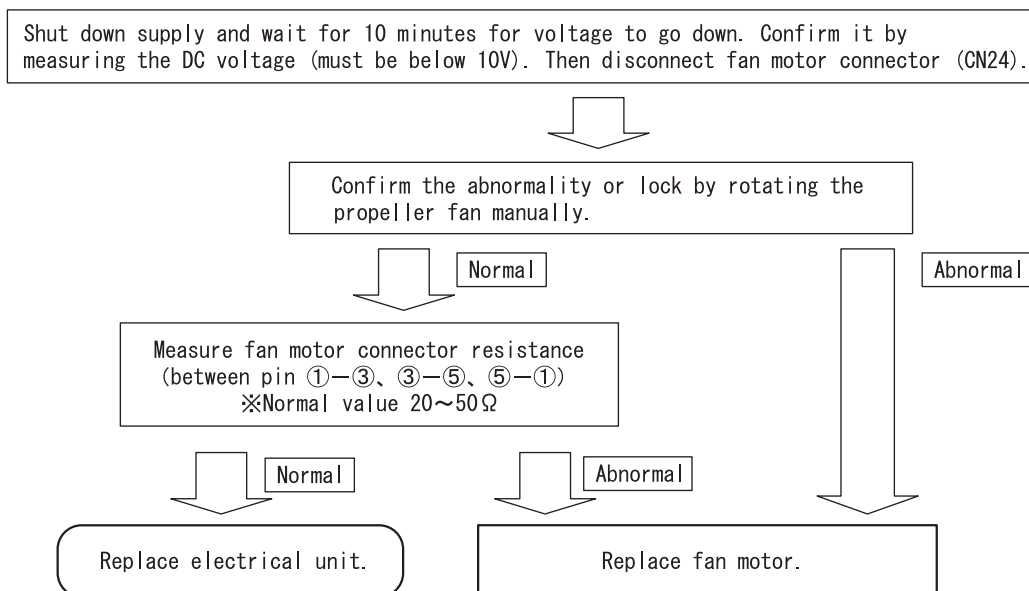 Shut down supply and wait for 10 minutes for voltage to go down. Confirm it by
measuring the DC voltage (must be below 10V). Then disconnect fan motor connector (CN24).
Confirm the abnormality or lock by rotating the
propeller fan manually.
Normal
Abnormal
Measure fan motor connector resistance
(between pin ①－③、③－⑤、⑤－①)
※Normal value 20～50Ω
Normal
Abnormal
Replace electrical unit.
Replace fan motor.